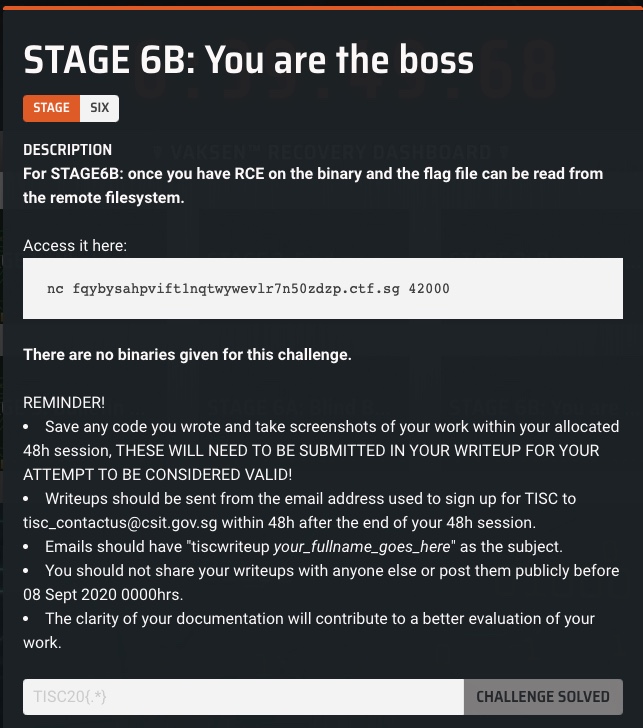 STAGE 6B: You are the boss
STAGE SIX
DESCRIPTION
For STAGE6B: once you have RCE on the binary and the flag file can be read from
the remote filesystem.
Access it here:
nc fqybysahpvift1nqtwywevlr7n50zdzp.ctf.sg 42000
There are no binaries given for this challenge.
REMINDER!
• Save any code you wrote and take screenshots of your work within your allocated
48h session, THESE WILL NEED TO BE SUBMITTED IN YOUR WRITEUP FOR YOUR
ATTEMPT TO BE CONSIDERED VALID!
• Writeups should be sent from the email address used to sign up for TISC to
tisc_contactus@csit.gov.sg within 48h after the end of your 48h session.
• Emails should have "tiscwriteup your_fullname_goes_here" as the subject.
• You should not share your writeups with anyone else or post them publicly before
08 Sept 2020 0000hrs.
• The clarity of your documentation will contribute to a better evaluation of your
work.
TISC20{.*} CHALLENGE SOLVED